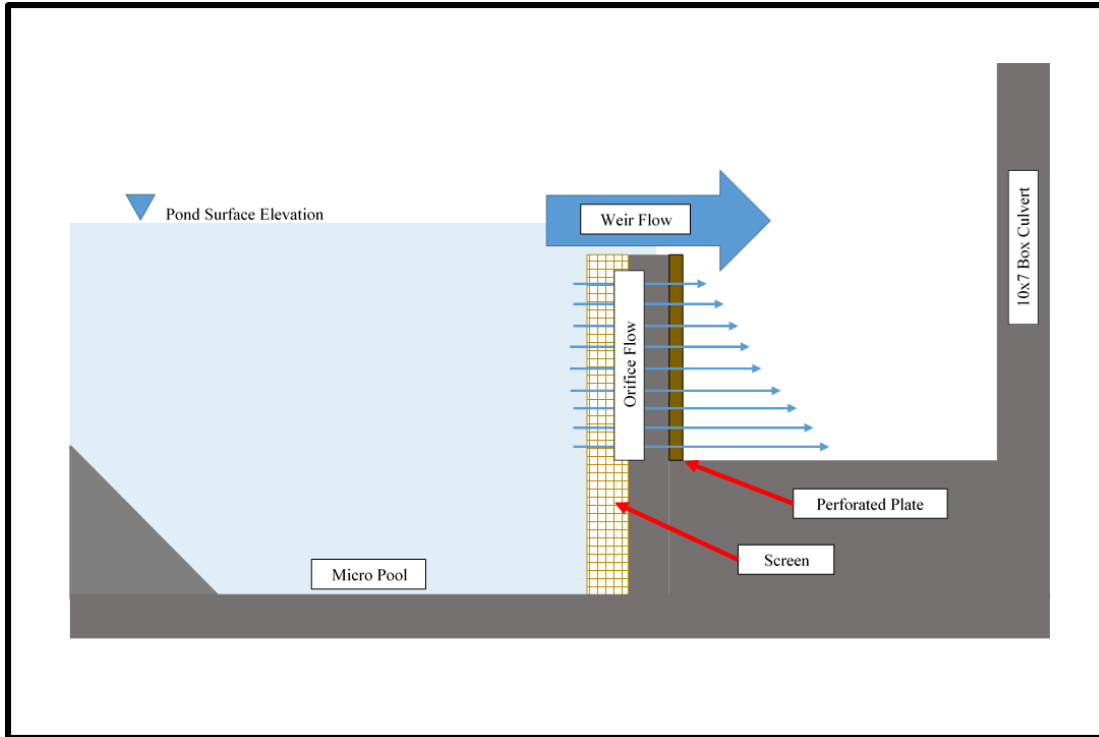 Pond Surface Elevation
Weir Flow
10x7 Box Culvert
Orifice Flow
Perforated Plate
Screen
Micro Pool